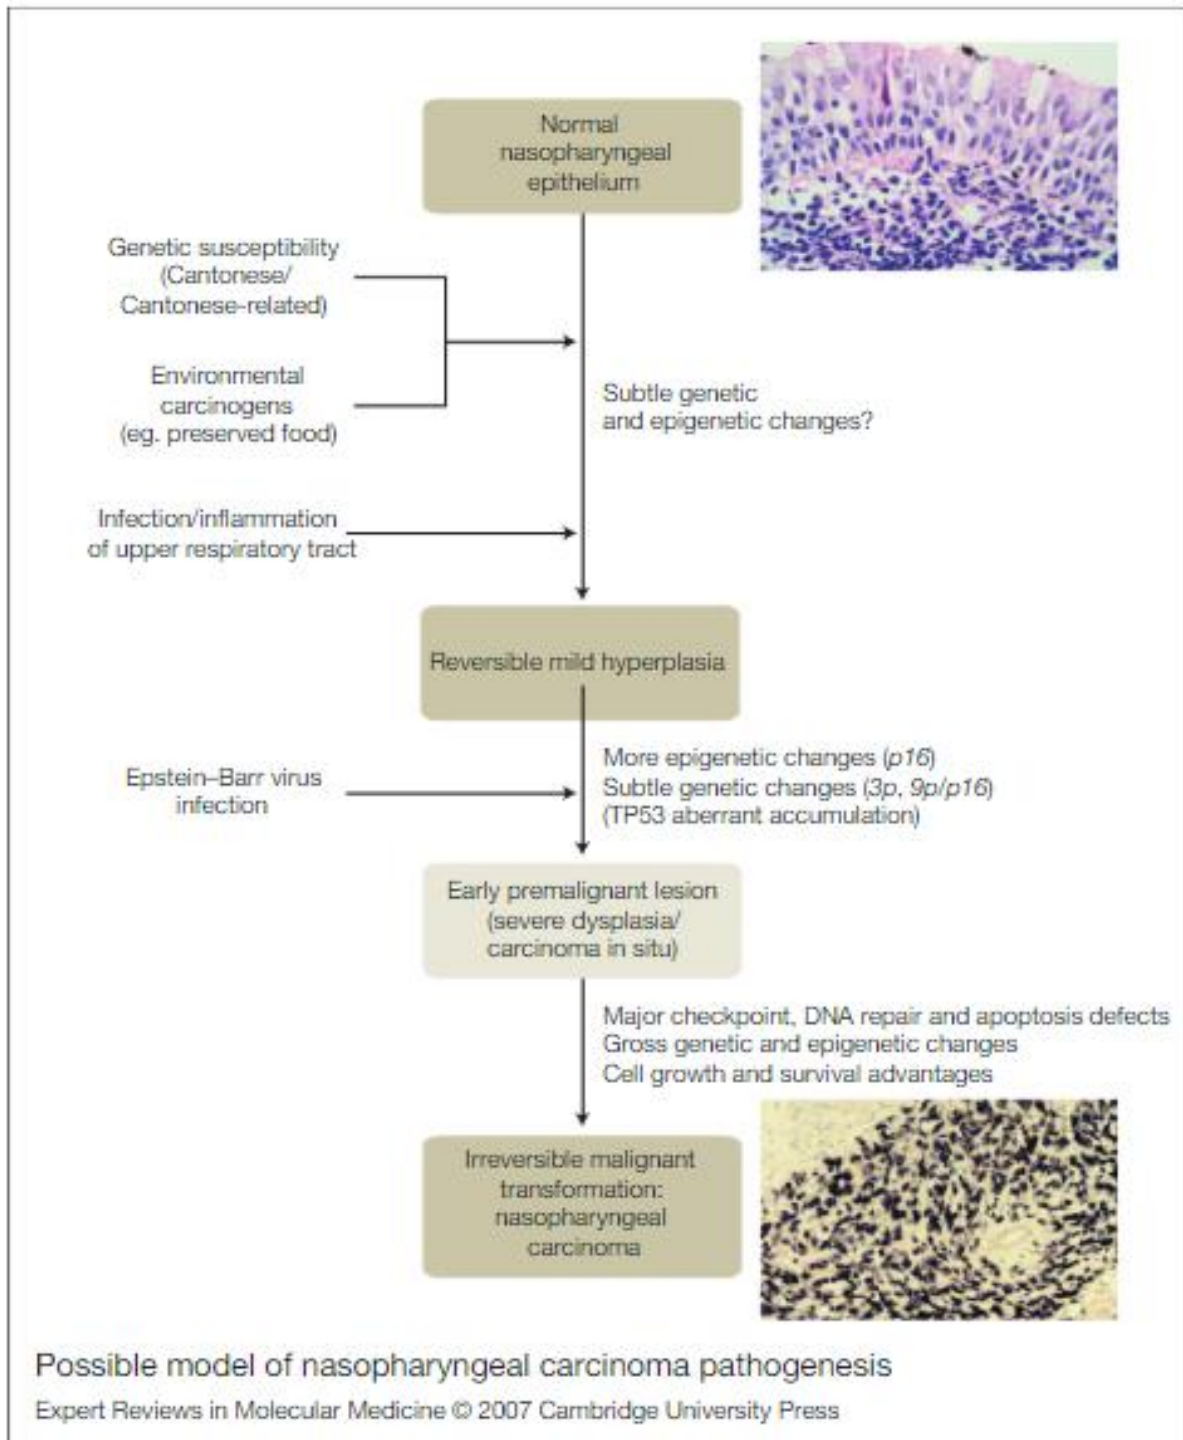 Normal
nasopharyngeal
epithelium
Genetic susceptibility
(Cantonese/
Cantonese-related)
Environmental
carcinogens
(eg. preserved food)
Subtle genetic
and epigenetic changes?
Infection/inflammation
of upper respiratory tract
Reversible mild hyperplasia
Epstein–Barr virus
infection
More epigenetic changes (p16)
Subtle genetic changes (3p, 9p/p16)
(TP53 aberrant accumulation)
Early premalignant lesion
(severe dysplasia/
carcinoma in situ)
Major checkpoint, DNA repair and apoptosis defects
Gross genetic and epigenetic changes
Cell growth and survival advantages
Irreversible malignant
transformation:
nasopharyngeal
carcinoma
Possible model of nasopharyngeal carcinoma pathogenesis
Expert Reviews in Molecular Medicine © 2007 Cambridge University Press